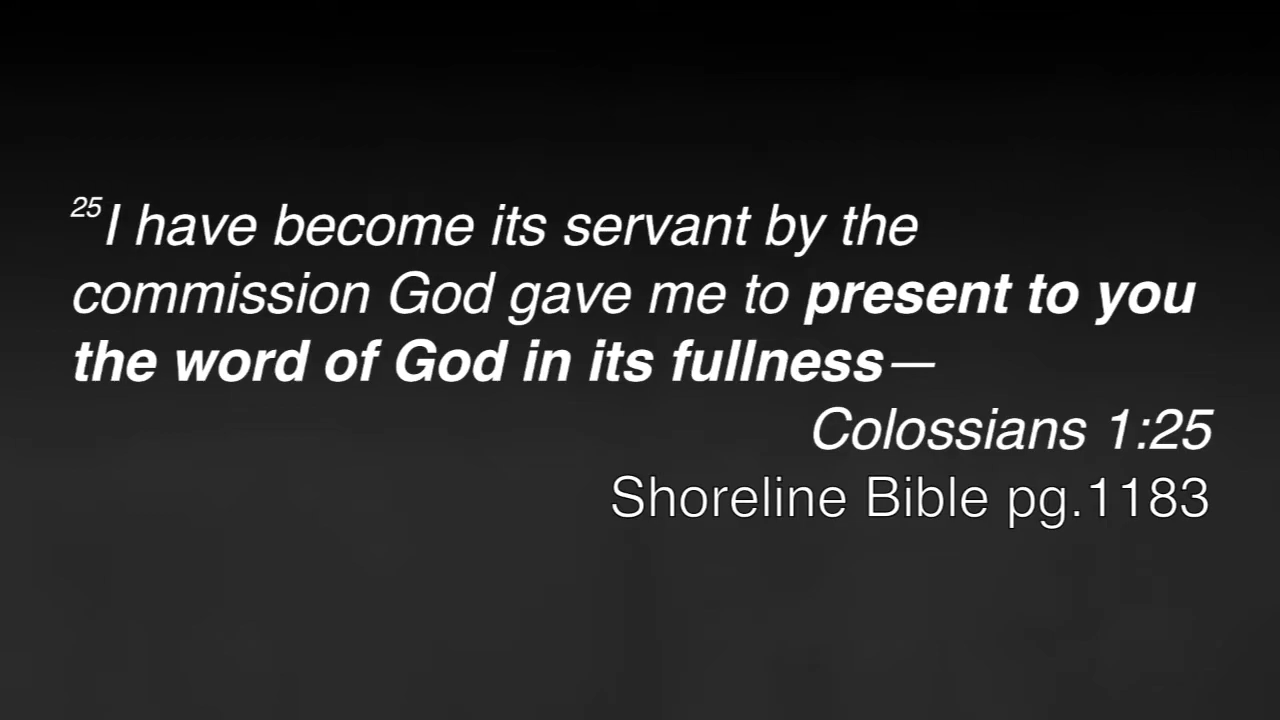 25 I have become its servant by the
commission God gave me to present to you
the word of God in its fullness—
Colossians 1:25
Shoreline Bible pg.1183